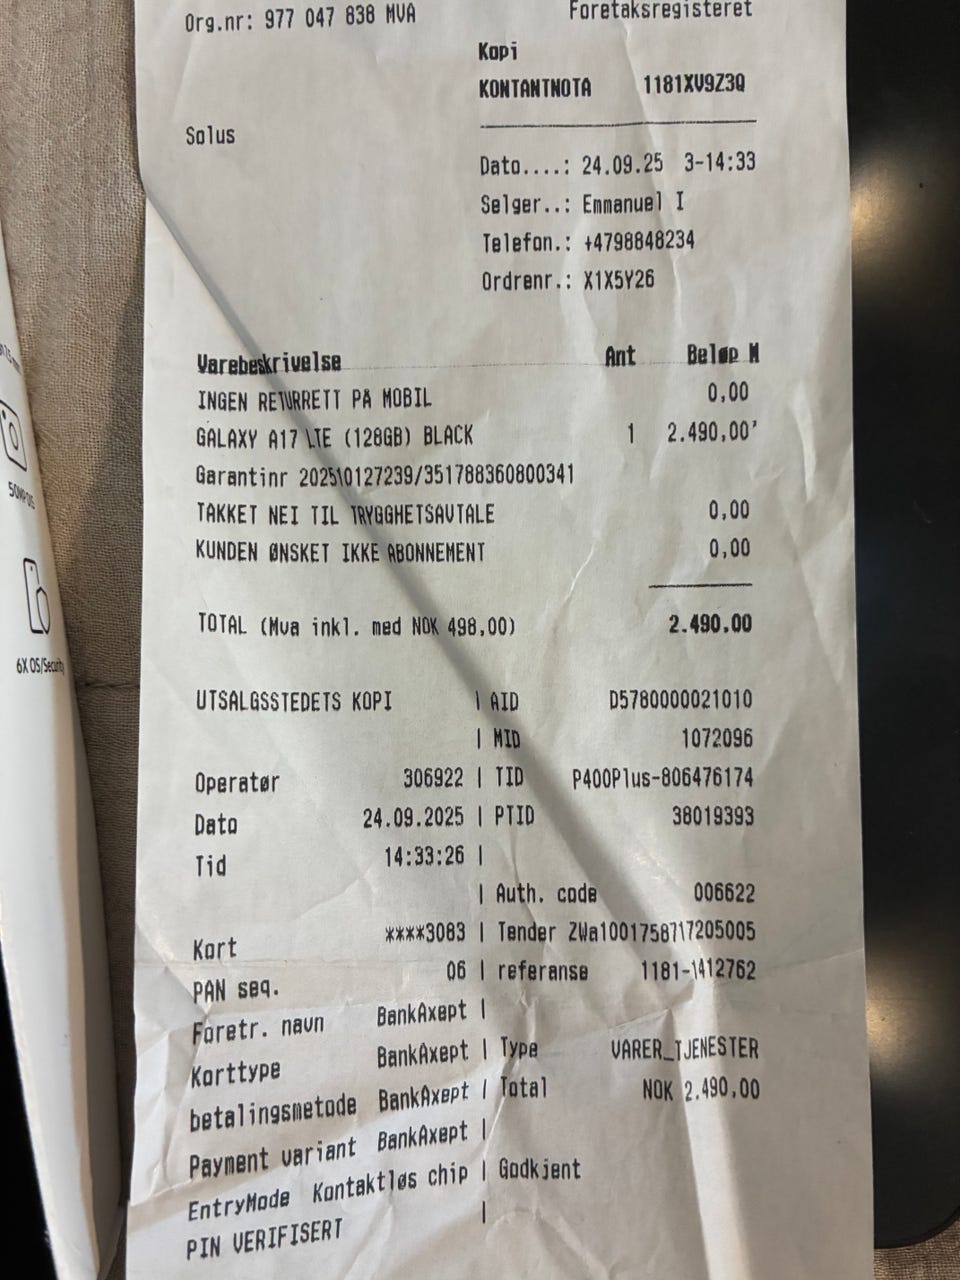 Org.nr: 977 047 838 MVA Foretaksregisteret
Kopi
KONTANTNOTA 1181XV9Z3Q
Salus
Dato....: 24.09.25 3-14:33
Selger..: Emmanuel I
Telefon.: +4798848234
Ordrenr.: X1X5Y26
Varebeskrivelse Ant Beløp M
INGEN RETURRETT PÅ MOBIL 0,00
GALAXY A17 LTE (128GB) BLACK 1 2.490,00'
Garantinr 202510127239/351788360800341
TAKKET NEI TIL TRYGGHETSAVTALE 0,00
KUNDEN ØNSKET IKKE ABONNEMENT 0,00
TOTAL (Mva inkl. med NOK 498,00) 2.490.00
UTSALGSSTEDETS KOPI | AID D5780000021010
| MID 1072096
Operatør 306922 | TID P400Plus-806476174
Dato 24.09.2025 | PTID 38019393
Tid 14:33:26 |
| Auth. code 006622
Kort ****3083 | Tender ZWa1001758717205005
PAN seq. 06 | referanse 1181-1412762
Foretr. navn BankAxept |
Korttype BankAxept | Type VARER_TJENESTER
betalingsmetode BankAxept | Total NOK 2.490,00
Payment variant BankAxept |
EntryMode Kontaktløs chip | Godkjent
PIN VERIFISERT |
50MP OIS
6X OS/Security